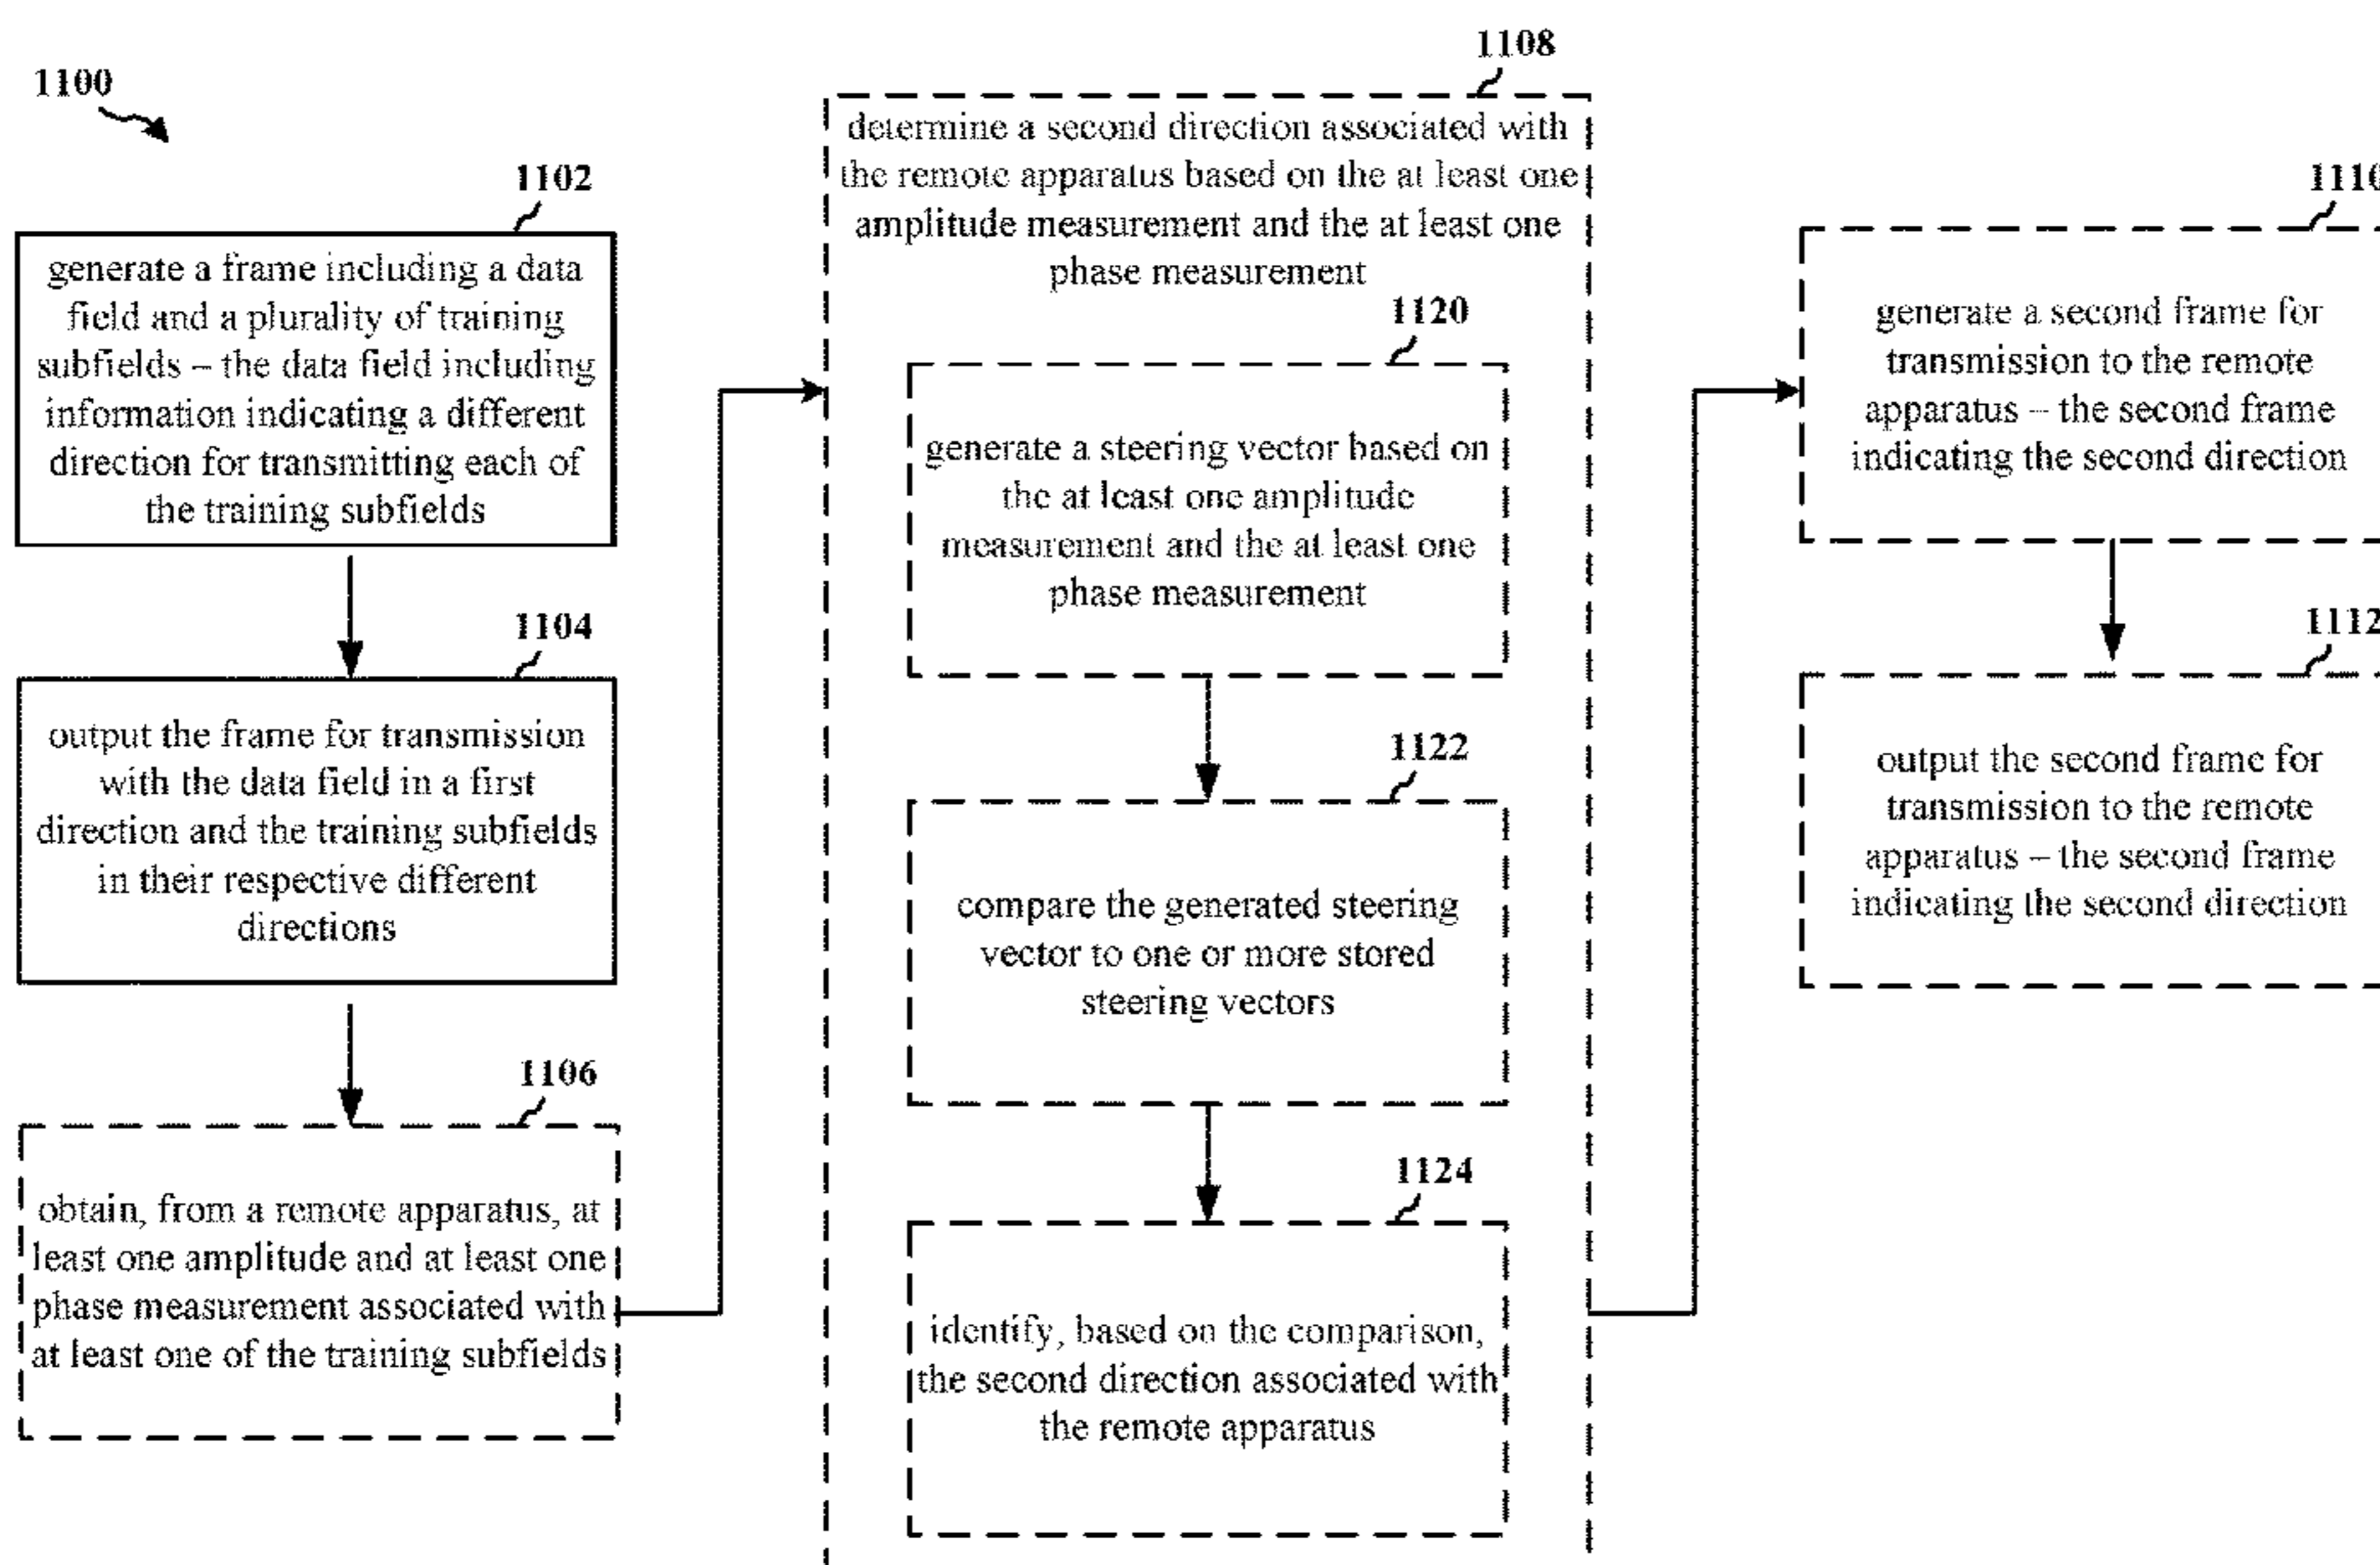 1100
1102
generate a frame including a data
field and a plurality of training
subfields – the data field including
information indicating a different
direction for transmitting each of
the training subfields
1104
output the frame for transmission
with the data field in a first
direction and the training subfields
in their respective different
directions
1106
obtain, from a remote apparatus, at
least one amplitude and at least one
phase measurement associated with
at least one of the training subfields
1108
determine a second direction associated with
the remote apparatus based on the at least one
amplitude measurement and the at least one
phase measurement
1120
generate a steering vector based on
the at least one amplitude
measurement and the at least one
phase measurement
1122
compare the generated steering
vector to one or more stored
steering vectors
1124
identify, based on the comparison,
the second direction associated with
the remote apparatus
1110
generate a second frame for
transmission to the remote
apparatus – the second frame
indicating the second direction
1112
output the second frame for
transmission to the remote
apparatus – the second frame
indicating the second direction